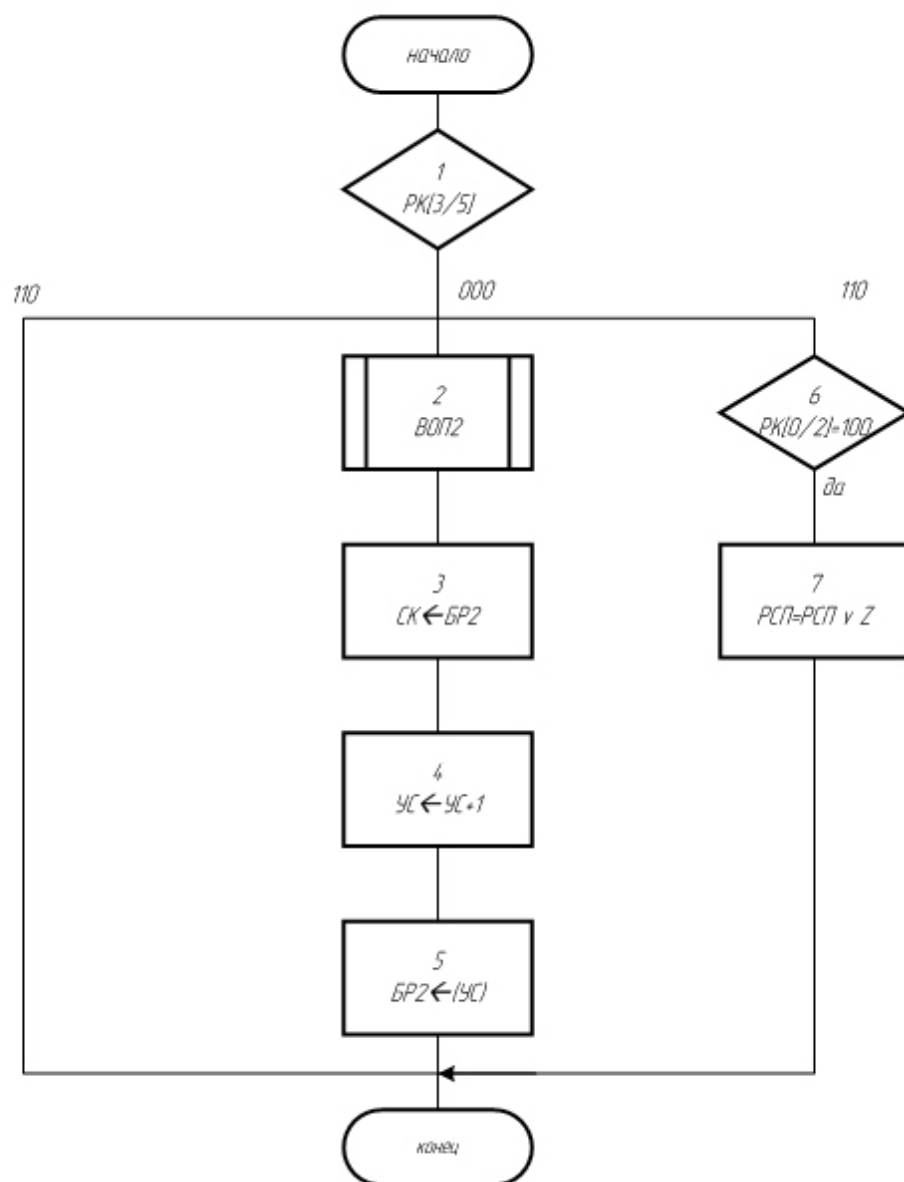 начало
1
РК(3/5)
110
000
110
2
ВОП2
6
РК(0/2)=100
да
3
СК←БР2
7
РСП=РСП v Z
4
УС←УС+1
5
БР2←(УС)
конец